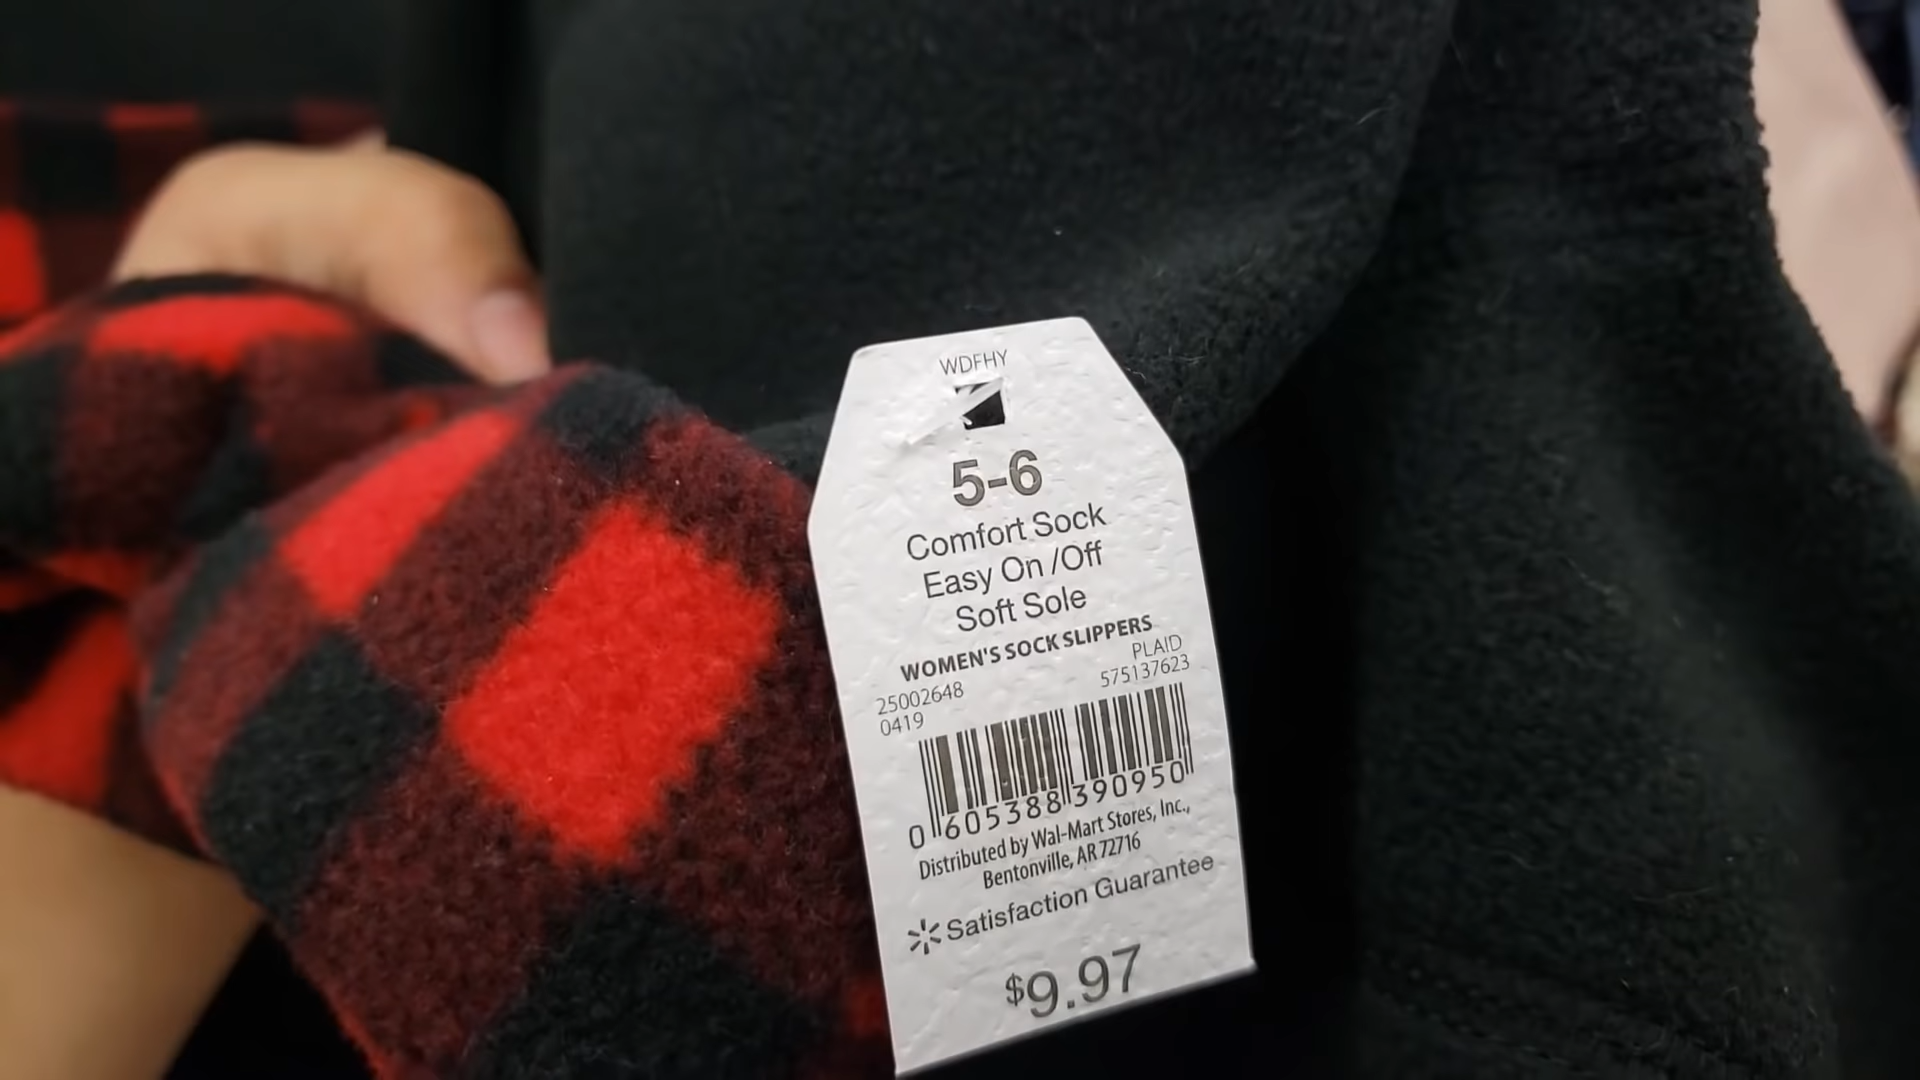 WDFHY
5-6
Comfort Sock
Easy On /Off
Soft Sole
WOMEN'S SOCK SLIPPERS
PLAID
25002648 575137623
0419
0 605388 390950
Distributed by Wal-Mart Stores, Inc.,
Bentonville, AR 72716
Satisfaction Guarantee
$9.97